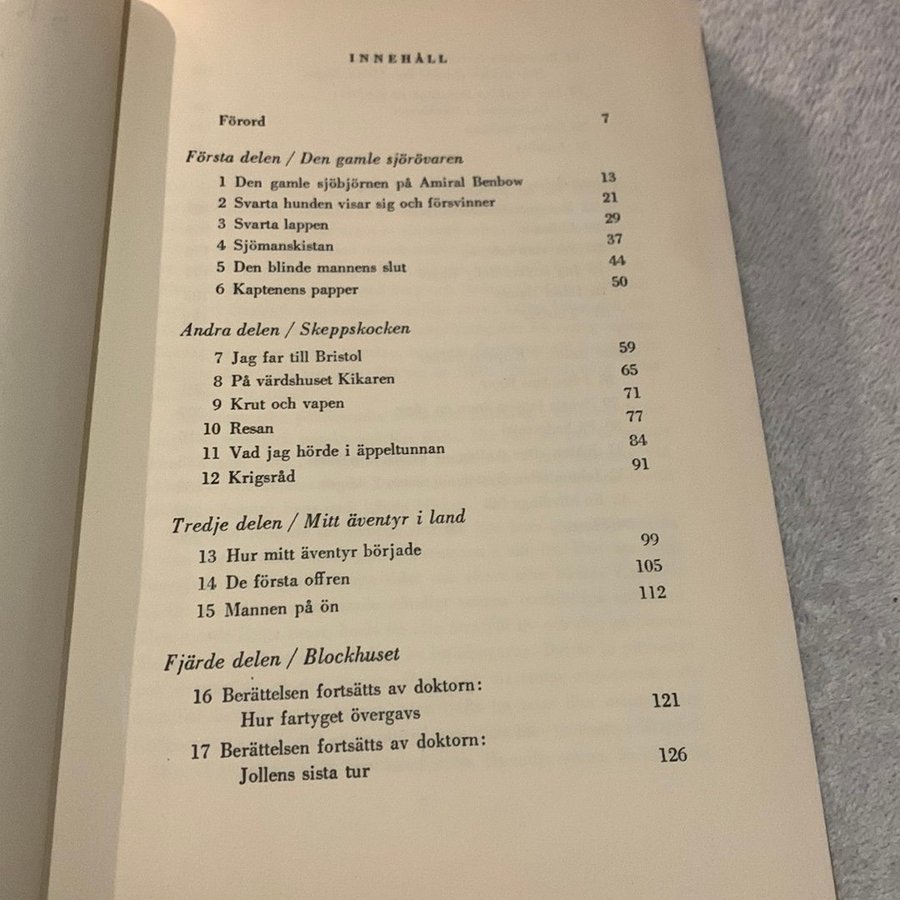 INNEHÅLL
Förord 7
Första delen / Den gamle sjörövaren
1 Den gamle sjöbjörnen på Amiral Benbow 13
2 Svarta hunden visar sig och försvinner 21
3 Svarta lappen 29
4 Sjömanskistan 37
5 Den blinde mannens slut 44
6 Kaptenens papper 50
Andra delen / Skeppskocken
7 Jag far till Bristol 59
8 På värdshuset Kikaren 65
9 Krut och vapen 71
10 Resan 77
11 Vad jag hörde i äppeltunnan 84
12 Krigsråd 91
Tredje delen / Mitt äventyr i land
13 Hur mitt äventyr började 99
14 De första offren 105
15 Mannen på ön 112
Fjärde delen / Blockhuset
16 Berättelsen fortsätts av doktorn:
Hur fartyget övergavs 121
17 Berättelsen fortsätts av doktorn:
Jollens sista tur 126